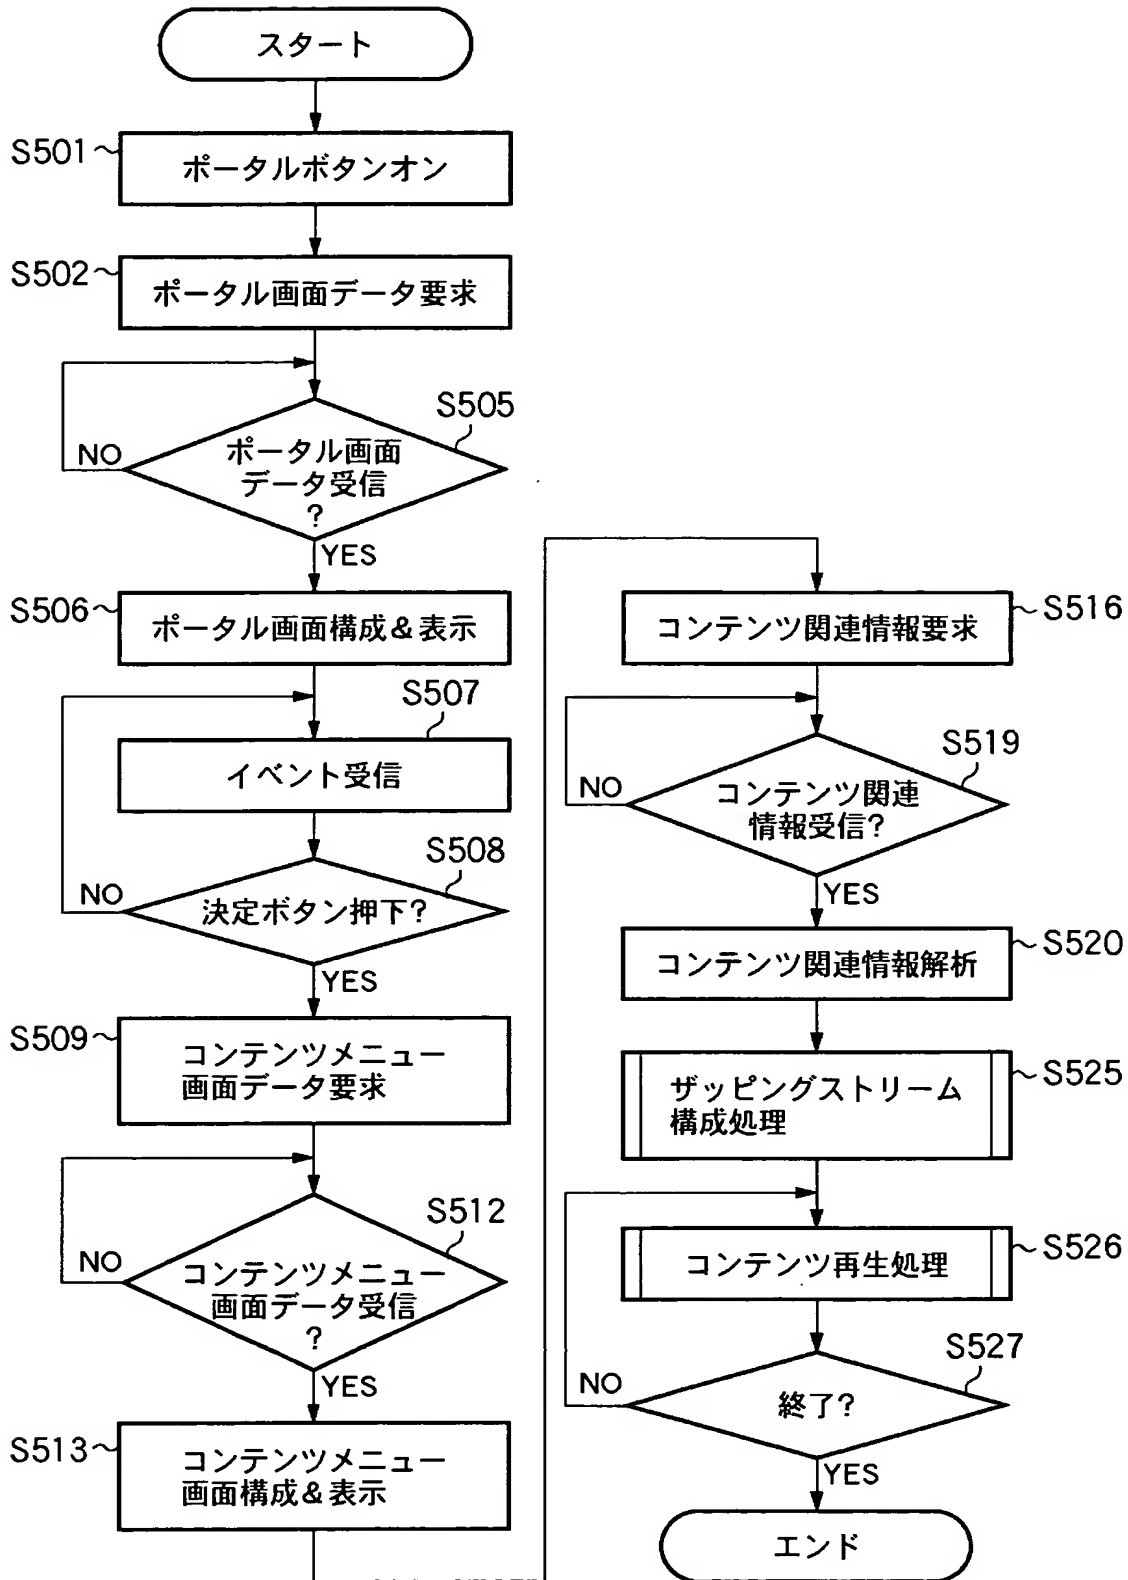 スタート
S501
ポータルボタンオン
S502
ポータル画面データ要求
S505
ポータル画面
データ受信
?
NO
YES
S506
ポータル画面構成&表示
S507
イベント受信
S508
決定ボタン押下?
NO
YES
S509
コンテンツメニュー
画面データ要求
S512
コンテンツメニュー
画面データ受信
?
NO
YES
S513
コンテンツメニュー
画面構成&表示
S516
コンテンツ関連情報要求
S519
コンテンツ関連
情報受信?
NO
YES
S520
コンテンツ関連情報解析
S525
ザッピングストリーム
構成処理
S526
コンテンツ再生処理
S527
終了?
NO
YES
エンド